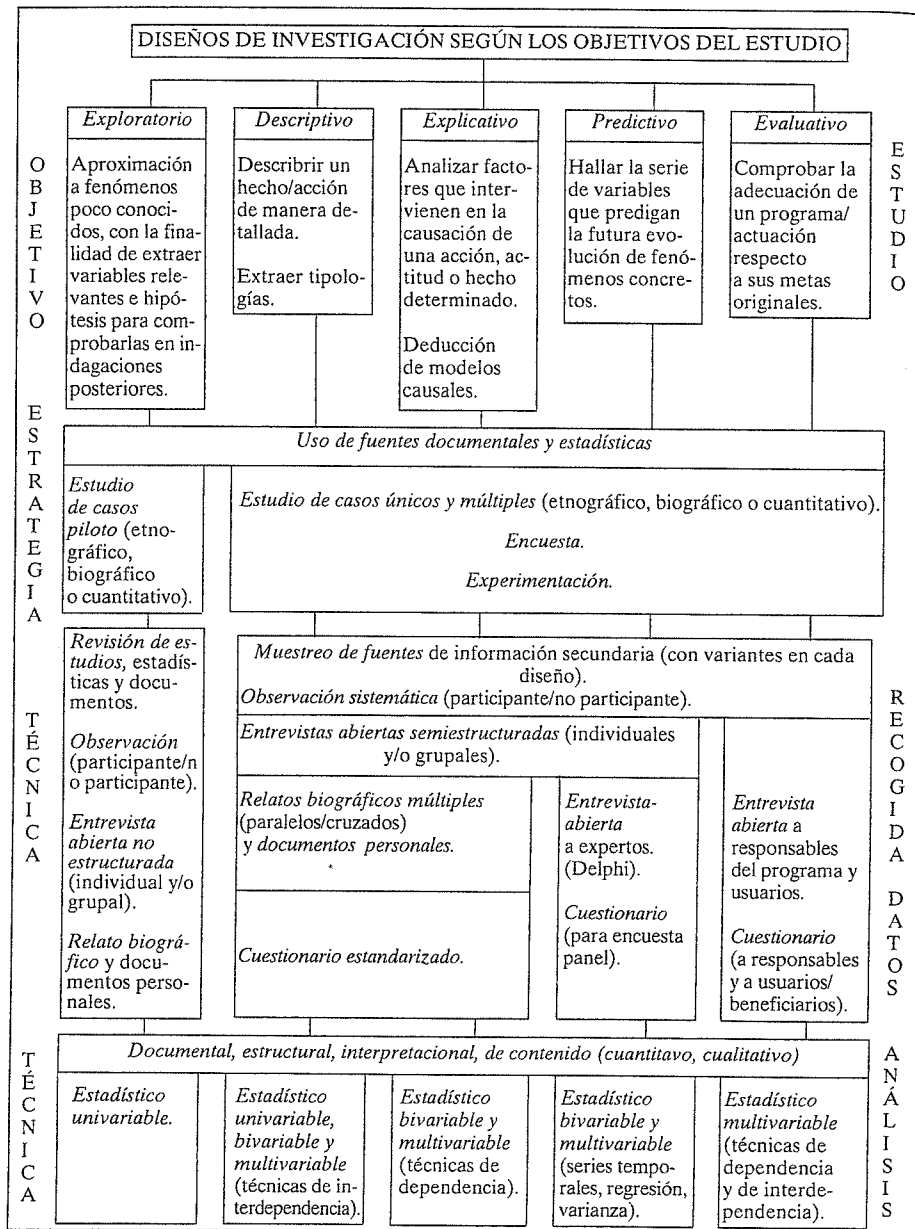 DISEÑOS DE INVESTIGACIÓN SEGÚN LOS OBJETIVOS DEL ESTUDIO
OBJETIVO
Exploratorio
Aproximación
a fenómenos
poco conoci-
dos, con la fina-
lidad de extraer
variables rele-
vantes e hipó-
tesis para com-
probarlas en in-
dagaciones
posteriores.
Descriptivo
Describrir un
hecho/acción
de manera de-
tallada.
Extraer tipolo-
gías.
Explicativo
Analizar facto-
res que inter-
vienen en la
causación de
una acción, ac-
titud o hecho
determinado.
Deducción
de modelos
causales.
Predictivo
Hallar la serie
de variables
que predigan
la futura evo-
lución de fenó-
menos concre-
tos.
Evaluativo
Comprobar la
adecuación de
un programa/
actuación
respecto
a sus metas
originales.
ESTUDIO
ESTRATEGIA
Uso de fuentes documentales y estadísticas
Estudio
de casos
piloto (etno-
gráfico,
biográfico
o cuantitativo).
Estudio de casos únicos y múltiples (etnográfico, biográfico o cuantitativo).
Encuesta.
Experimentación.
TÉCNICA
Revisión de es-
tudios, estadís-
ticas y docu-
mentos.
Observación
(participante/n
o participante).
Entrevista
abierta no
estructurada
(individual y/o
grupal).
Relato biográ-
fico y documen
tos perso-
nales.
Muestreo de fuentes de información secundaria (con variantes en cada
diseño).
Observación sistemática (participante/no participante).
Entrevistas abiertas semiestructuradas (individuales
y/o grupales).
Relatos biográficos múltiples
(paralelos/cruzados)
y documentos personales.
Cuestionario estandarizado.
Entrevista-
abierta
a expertos.
(Delphi).
Cuestionario
(para encuesta
panel).
Entrevista
abierta a
responsables
del programa y
usuarios.
Cuestionario
(a responsables
y a usuarios/
beneficiarios).
RECOGIDA DATOS
TÉCNICA
Documental, estructural, interpretacional, de contenido (cuantitavo, cualitativo)
Estadístico
univariable.
Estadístico
univariable,
bivariable y
multivariable
(técnicas de in-
terdependencia).
Estadístico
bivariable y
multivariable
(técnicas de
dependencia).
Estadístico
bivariable y
multivariable
(series tempo-
rales, regresión,
varianza).
Estadístico
multivariable
(técnicas de
dependencia
y de interde-
pendencia).
ANÁLISIS